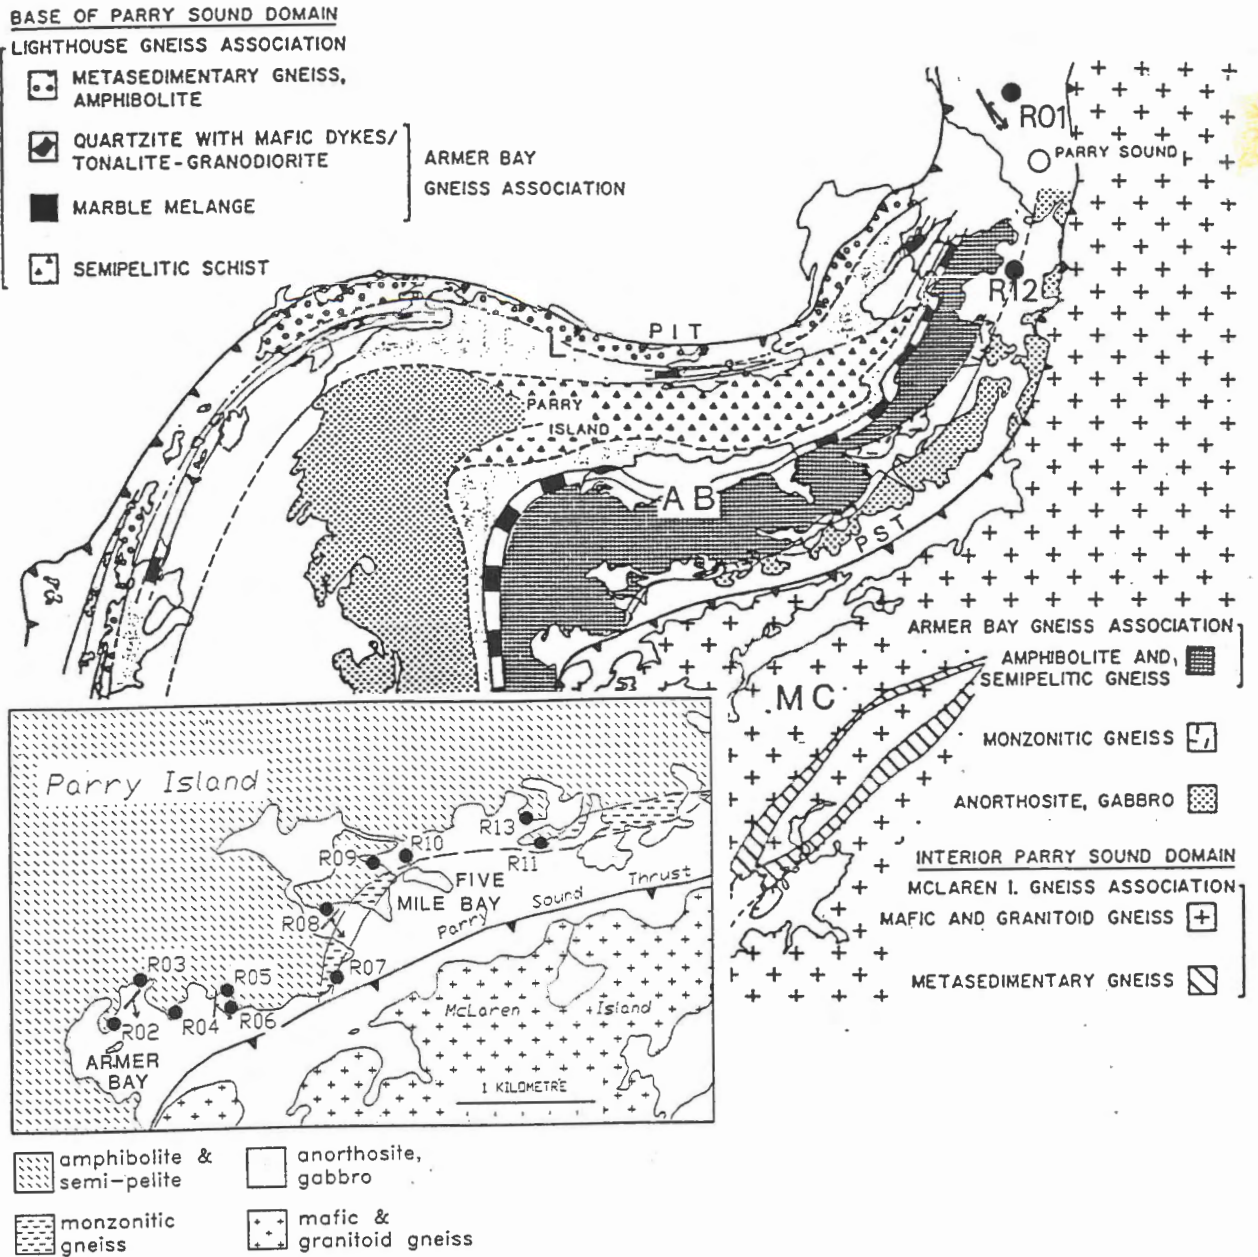 BASE OF PARRY SOUND DOMAIN
LIGHTHOUSE GNEISS ASSOCIATION
METASEDIMENTARY GNEISS,
AMPHIBOLITE
QUARTZITE WITH MAFIC DYKES/
TONALITE-GRANODIORITE
ARMER BAY
GNEISS ASSOCIATION
MARBLE MELANGE
SEMIPELITIC SCHIST
R01
PARRY SOUND
R12
PIT
L
PARRY
ISLAND
AB
PST
ARMER BAY GNEISS ASSOCIATION
AMPHIBOLITE AND,
SEMIPELITIC GNEISS
MC
MONZONITIC GNEISS
ANORTHOSITE, GABBRO
INTERIOR PARRY SOUND DOMAIN
MCLAREN I. GNEISS ASSOCIATION
MAFIC AND GRANITOID GNEISS
METASEDIMENTARY GNEISS
Parry Island
R13
R10
R09
R11
FIVE
MILE BAY
Parry Sound Thrust
R08
R03
R05
R07
R02
R04
R06
McLaren Island
ARMER
BAY
1 KILOMETRE
amphibolite &
semi-pelite
anorthosite,
gabbro
monzonitic
gneiss
mafic &
granitoid gneiss